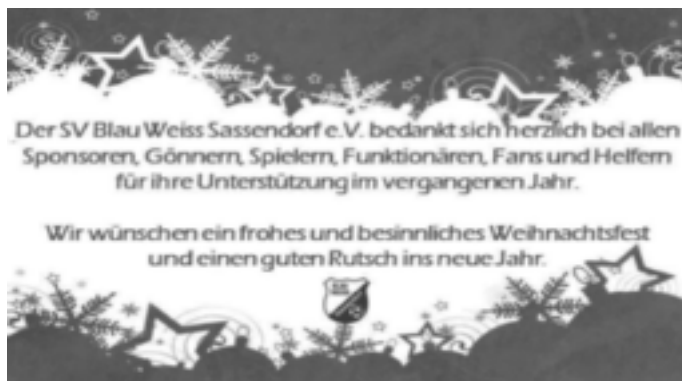 Der SV Blau Weiss Sassendorf e.V. bedankt sich herzlich bei allen
Sponsoren, Gönnern, Spielern, Funktionären, Fans und Helfern
für ihre Unterstützung im vergangenen Jahr.
Wir wünschen ein frohes und besinnliches Weihnachtsfest
und einen guten Rutsch ins neue Jahr.